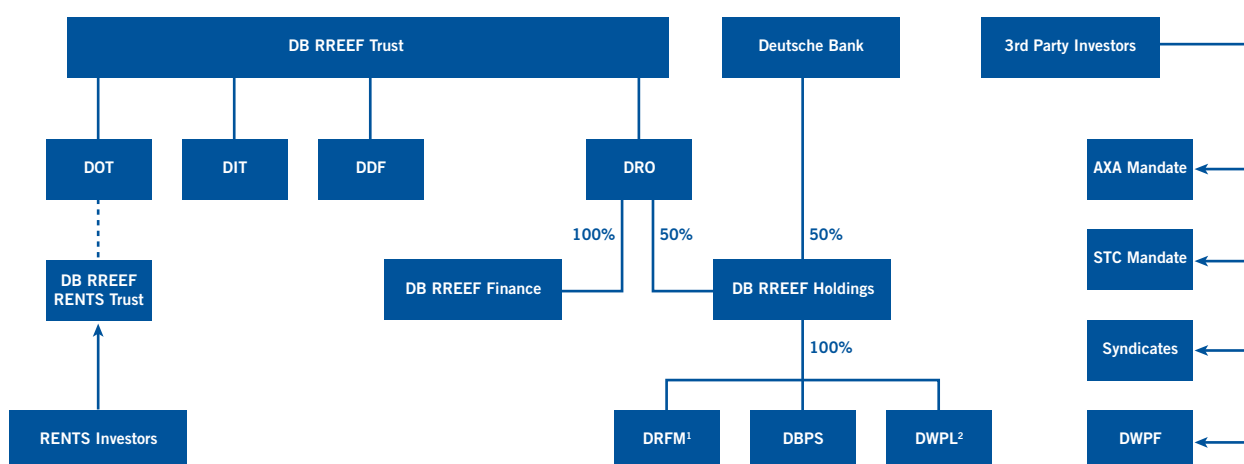 DB RREEF Trust
Deutsche Bank
3rd Party Investors
DOT
DIT
DDF
DRO
AXA Mandate
100%
50%
50%
STC Mandate
DB RREEF
RENTS Trust
DB RREEF Finance
DB RREEF Holdings
100%
Syndicates
RENTS Investors
DRFM¹
DBPS
DWPL²
DWPF